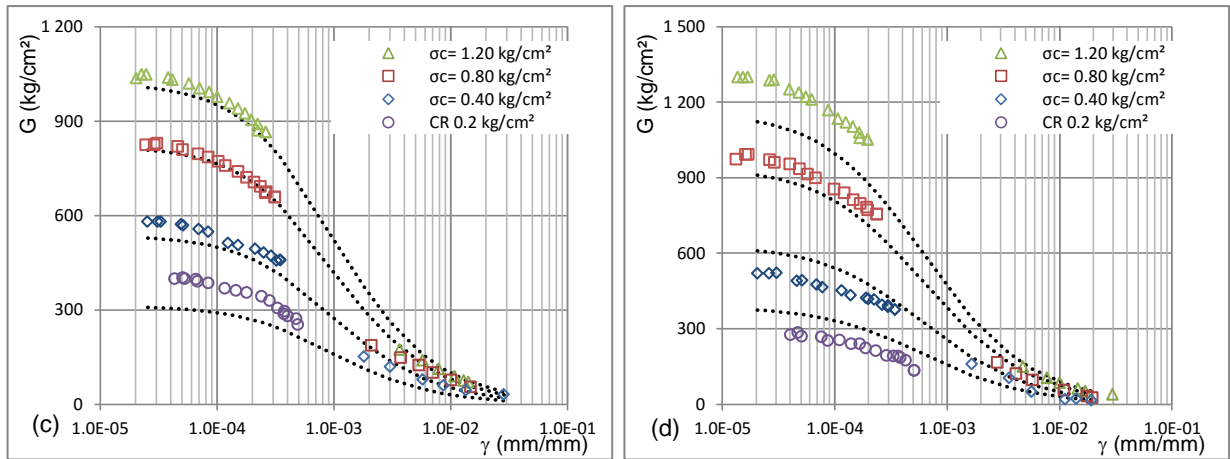 1 200
G (kg/cm²)
900
600
300
0
σc= 1.20 kg/cm²
σc= 0.80 kg/cm²
σc= 0.40 kg/cm²
CR 0.2 kg/cm²
(c)
1.0E-05 1.0E-04 1.0E-03 1.0E-02 1.0E-01
γ (mm/mm)
1 500
G (kg/cm²)
1200
900
600
300
0
σc= 1.20 kg/cm²
σc= 0.80 kg/cm²
σc= 0.40 kg/cm²
CR 0.2 kg/cm²
(d)
1.0E-05 1.0E-04 1.0E-03 1.0E-02 1.0E-01
γ (mm/mm)